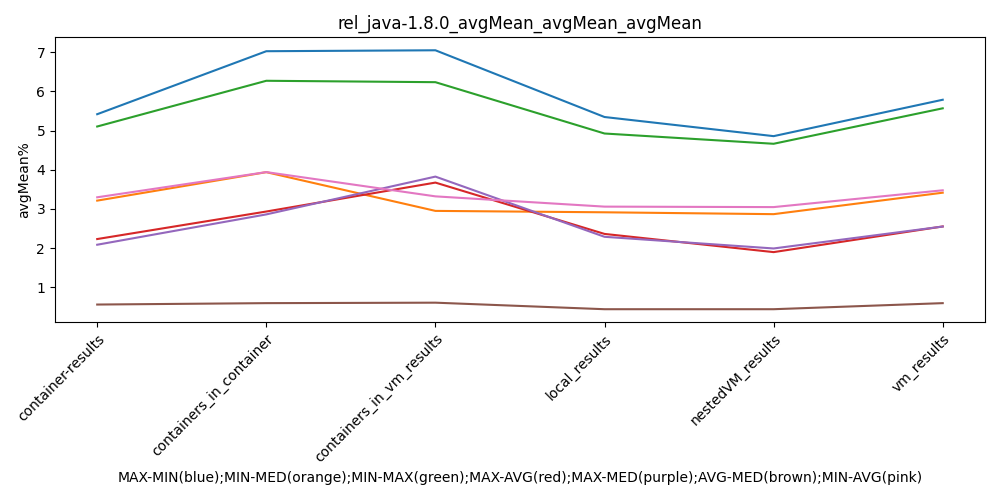 rel_java-1.8.0_avgMean_avgMean_avgMean
avgMean%
7
6
5
4
3
2
1
container-results
containers_in_container
containers_in_vm_results
local_results
nestedVM_results
vm_results
MAX-MIN(blue);MIN-MED(orange);MIN-MAX(green);MAX-AVG(red);MAX-MED(purple);AVG-MED(brown);MIN-AVG(pink)